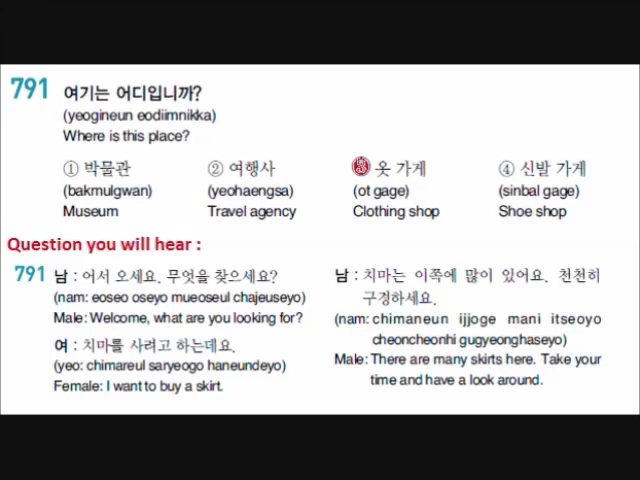 791 여기는 어디입니까?
(yeogineun eodiimnikka)
Where is this place?
① 박물관
(bakmulgwan)
Museum
② 여행사
(yeohaengsa)
Travel agency
③ 옷 가게
(ot gage)
Clothing shop
④ 신발 가게
(sinbal gage)
Shoe shop
Question you will hear :
791 남 : 어서 오세요. 무엇을 찾으세요?
(nam: eoseo oseyo mueoseul chajeuseyo)
Male: Welcome, what are you looking for?
여 : 치마를 사려고 하는데요.
(yeo: chimareul saryeogo haneundeyo)
Female: I want to buy a skirt.
남 : 치마는 이쪽에 많이 있어요. 천천히
구경하세요.
(nam: chimaneun ijjoge mani itseoyo
cheoncheonhi gugyeonghaseyo)
Male: There are many skirts here. Take your
time and have a look around.